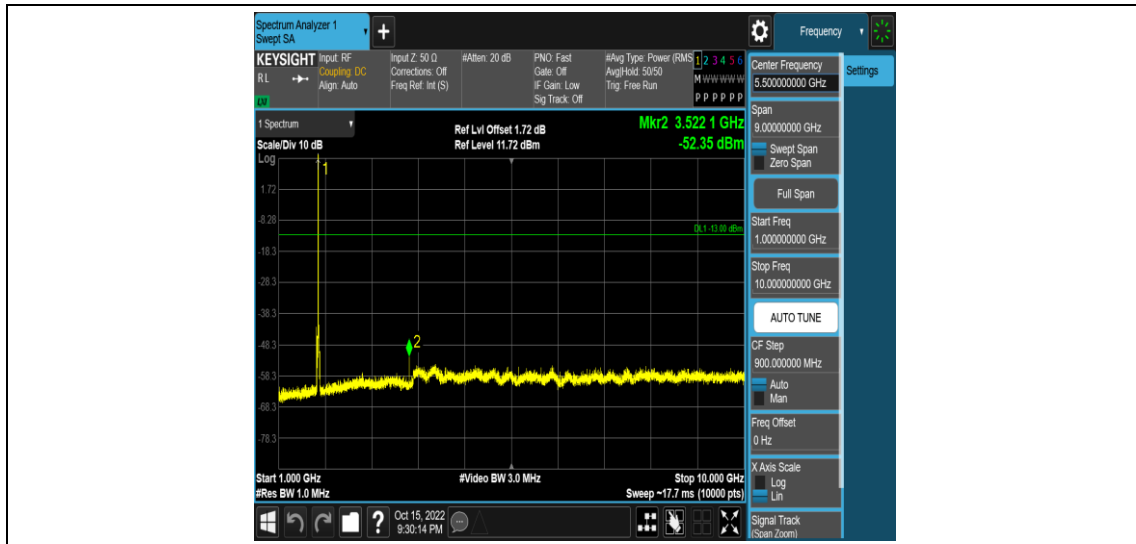 Spectrum Analyzer 1
Swept SA
+
Frequency
KEYSIGHT
R L
LXI
Input: RF
Coupling: DC
Align: Auto
Input Z: 50 Ω
Corrections: Off
Freq Ref: Int (S)
#Atten: 20 dB
PNO: Fast
Gate: Off
IF Gain: Low
Sig Track: Off
#Avg Type: Power (RMS
Avg|Hold: 50/50
Trig: Free Run
1 2 3 4 5 6
M W W W W W
P P P P P P
Center Frequency
5.500000000 GHz
Settings
Span
9.00000000 GHz
Swept Span
Zero Span
Full Span
Start Freq
1.000000000 GHz
Stop Freq
10.000000000 GHz
AUTO TUNE
CF Step
900.000000 MHz
Auto
Man
Freq Offset
0 Hz
X Axis Scale
Log
Lin
Signal Track
(Span Zoom)
1 Spectrum
Scale/Div 10 dB
Log
Ref Lvl Offset 1.72 dB
Ref Level 11.72 dBm
Mkr2 3.522 1 GHz
-52.35 dBm
1
1.72
-8.28
DL1 -13.00 dBm
-18.3
-28.3
-38.3
-48.3
2
-58.3
-68.3
-78.3
Start 1.000 GHz
#Res BW 1.0 MHz
#Video BW 3.0 MHz
Stop 10.000 GHz
Sweep ~17.7 ms (10000 pts)
?
Oct 15, 2022
9:30:14 PM